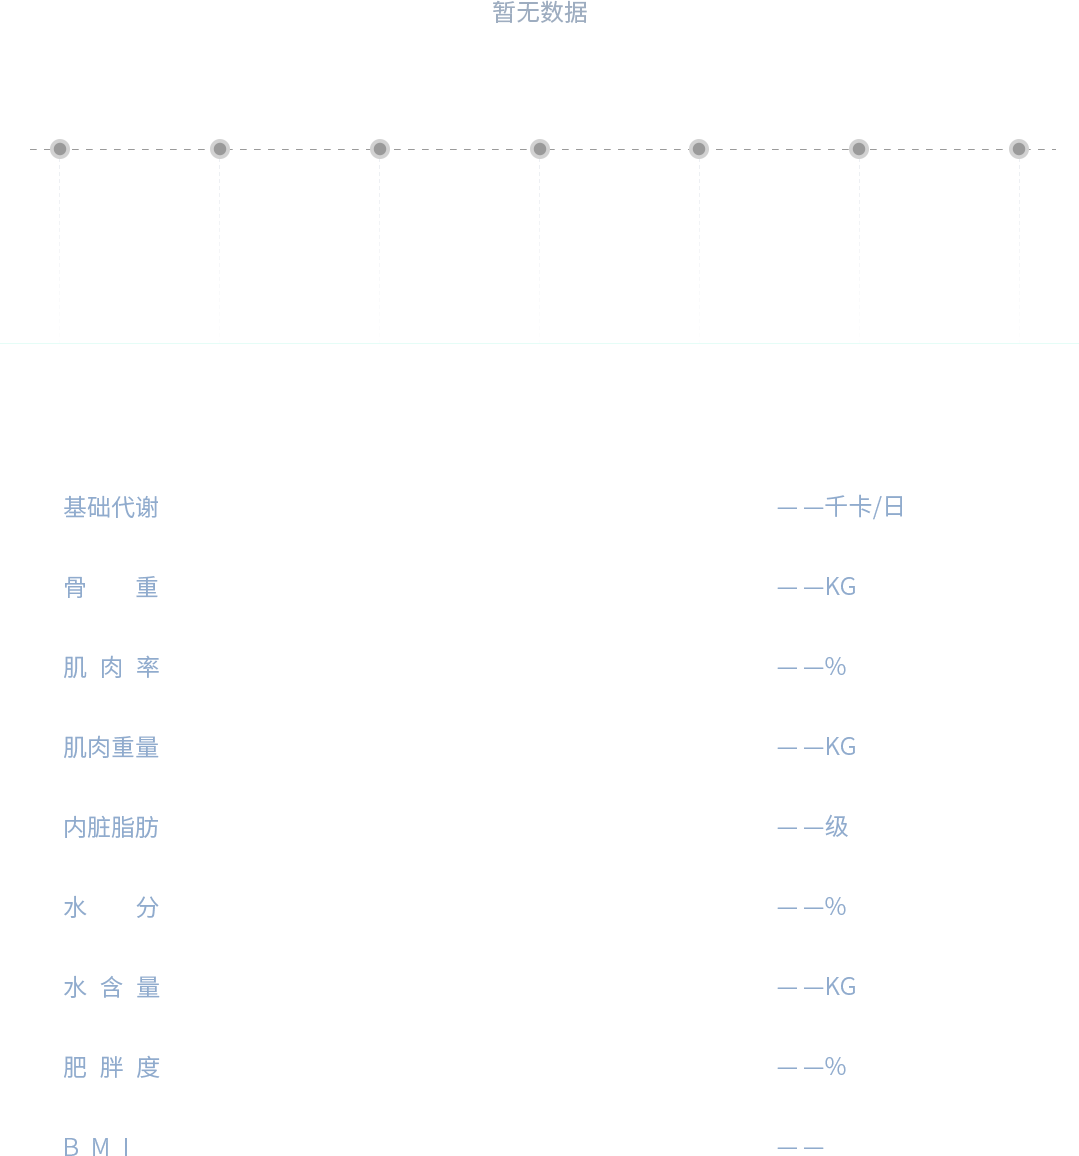 暂无数据
基础代谢 — —千卡/日
骨 重 — —KG
肌 肉 率 — —%
肌肉重量 — —KG
内脏脂肪 — —级
水 分 — —%
水 含 量 — —KG
肥 胖 度 — —%
B M I — —